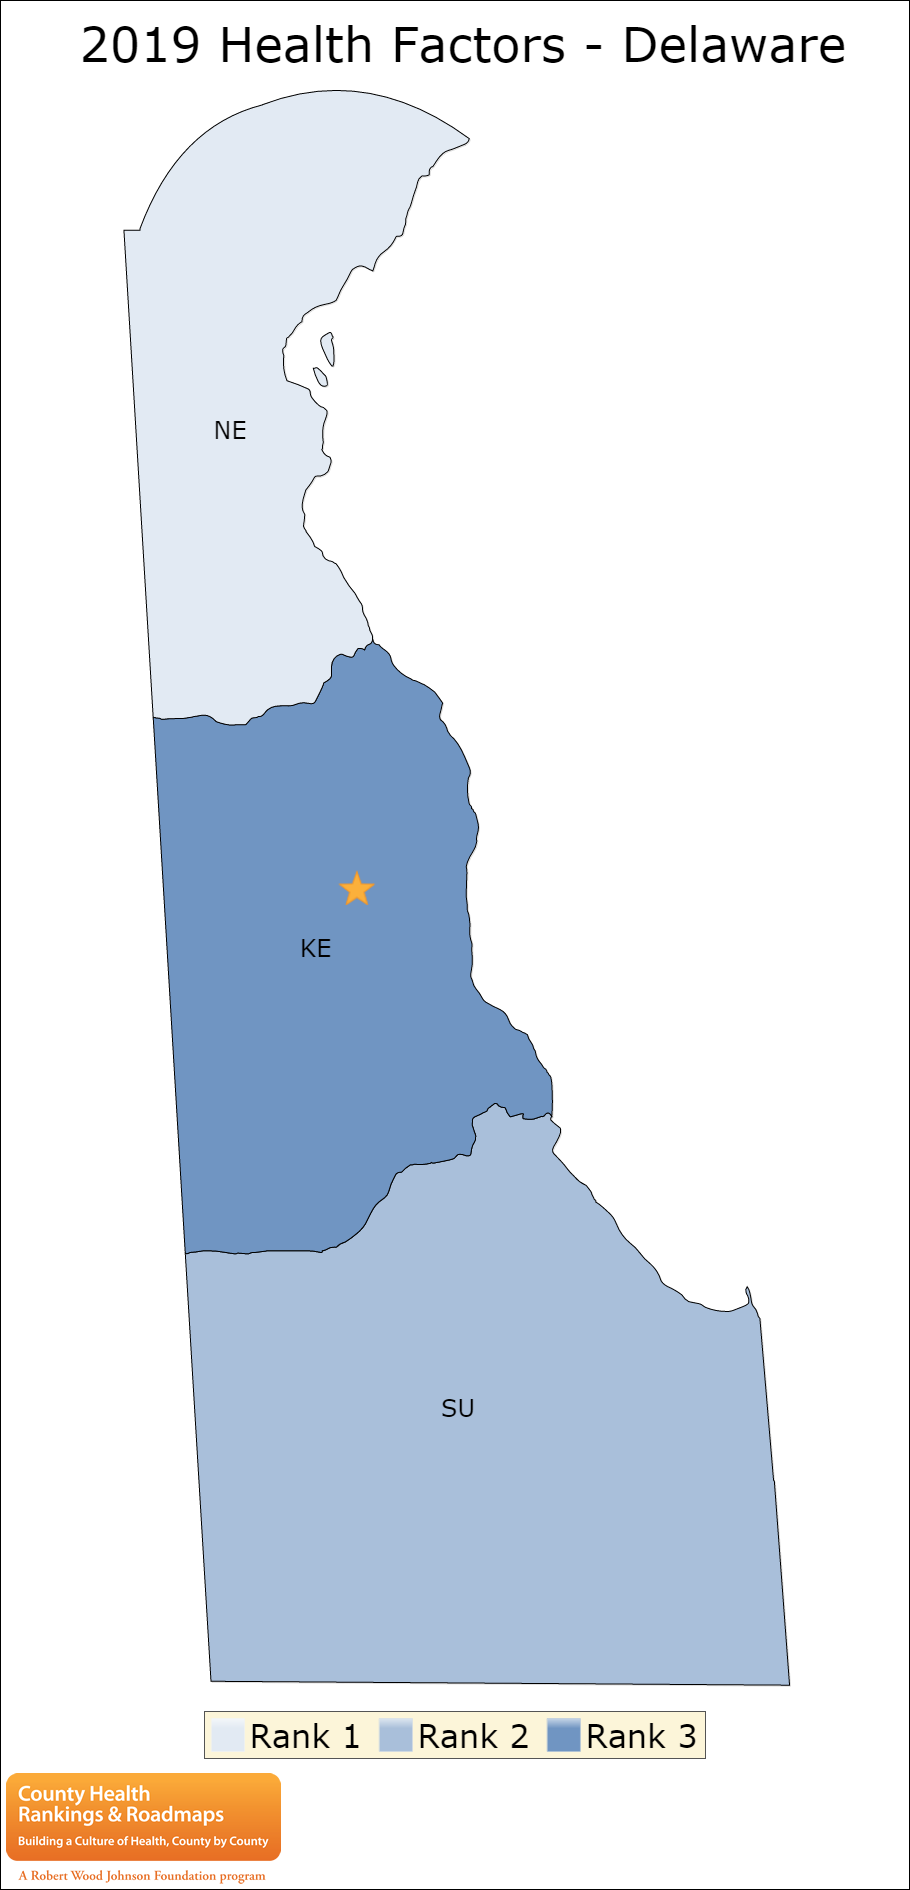 2019 Health Factors - Delaware
NE
KE
SU
Rank 1 Rank 2 Rank 3
County Health
Rankings & Roadmaps
Building a Culture of Health, County by County
A Robert Wood Johnson Foundation program